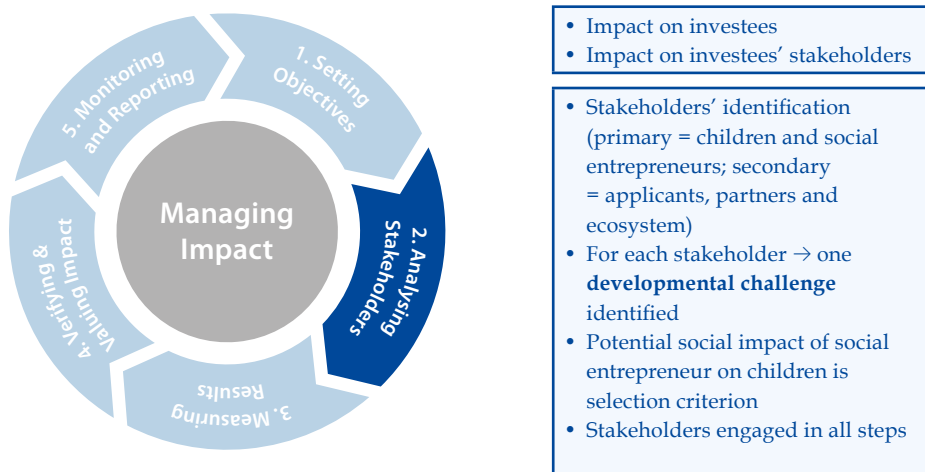 1. Setting
Objectives
2. Analysing
Stakeholders
3. Measuring
Results
4. Verifying &
Valuing Impact
5. Monitoring
and Reporting
Managing
Impact
• Impact on investees
• Impact on investees’ stakeholders
• Stakeholders’ identification
(primary = children and social
entrepreneurs; secondary
= applicants, partners and
ecosystem)
• For each stakeholder → one
developmental challenge
identified
• Potential social impact of social
entrepreneur on children is
selection criterion
• Stakeholders engaged in all steps